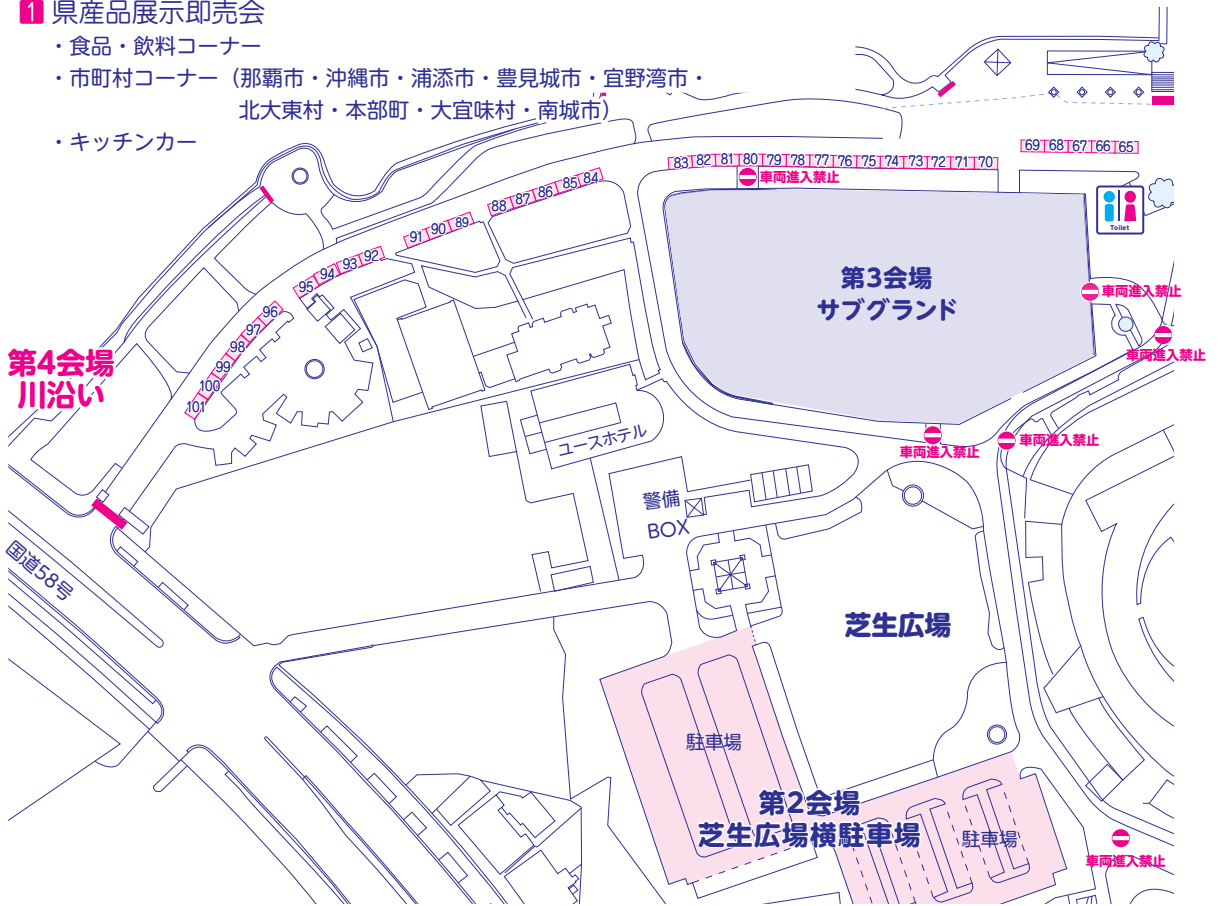 1 県産品展示即売会
・食品・飲料コーナー
・市町村コーナー（那覇市・沖縄市・浦添市・豊見城市・宜野湾市・
北大東村・本部町・大宜味村・南城市）
・キッチンカー
69 68 67 66 65
83 82 81 80 79 78 77 76 75 74 73 72 71 70
車両進入禁止
88 87 86 85 84
91 90 89
95 94 93 92
96
97
98
99
100
101
Toilet
第3会場
サブグランド
車両進入禁止
車両進入禁止
第4会場
川沿い
車両進入禁止
車両進入禁止
ユースホテル
警備
BOX
国道58号
芝生広場
駐車場
第2会場
芝生広場横駐車場
駐車場
車両進入禁止